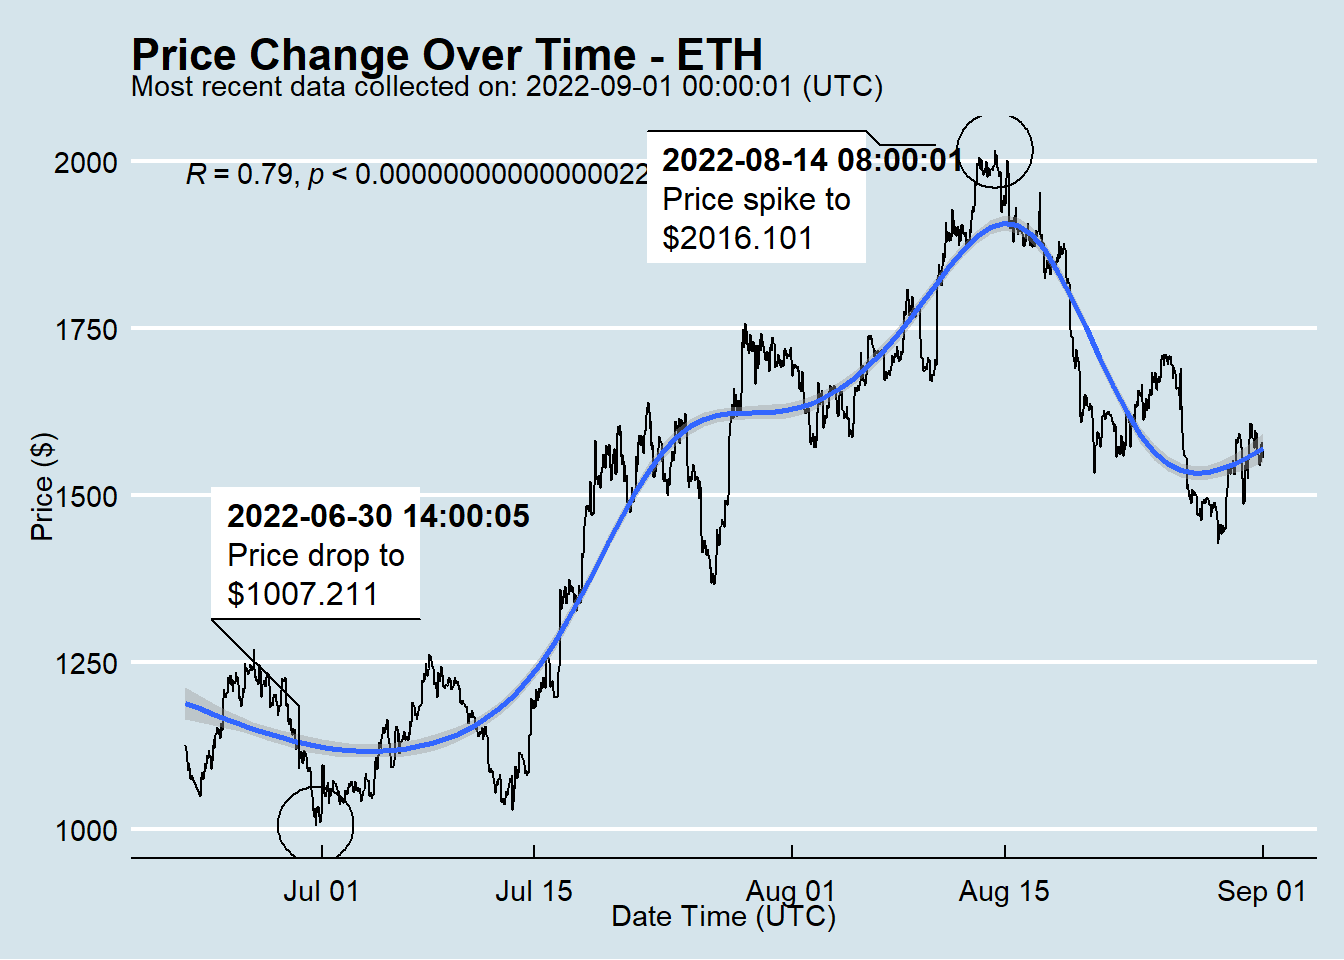 Price Change Over Time - ETH
Most recent data collected on: 2022-09-01 00:00:01 (UTC)
R = 0.79, p < 0.00000000000000022
2022-08-14 08:00:01
Price spike to
$2016.101
2022-06-30 14:00:05
Price drop to
$1007.211
Price ($)
2000
1750
1500
1250
1000
Jul 01 Jul 15 Aug 01 Aug 15 Sep 01
Date Time (UTC)